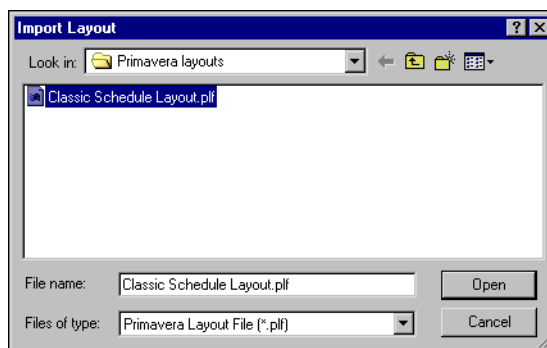 Import Layout
Look in: Primavera layouts
Classic Schedule Layout.plf
File name: Classic Schedule Layout.plf Open
Files of type: Primavera Layout File (*.plf) Cancel